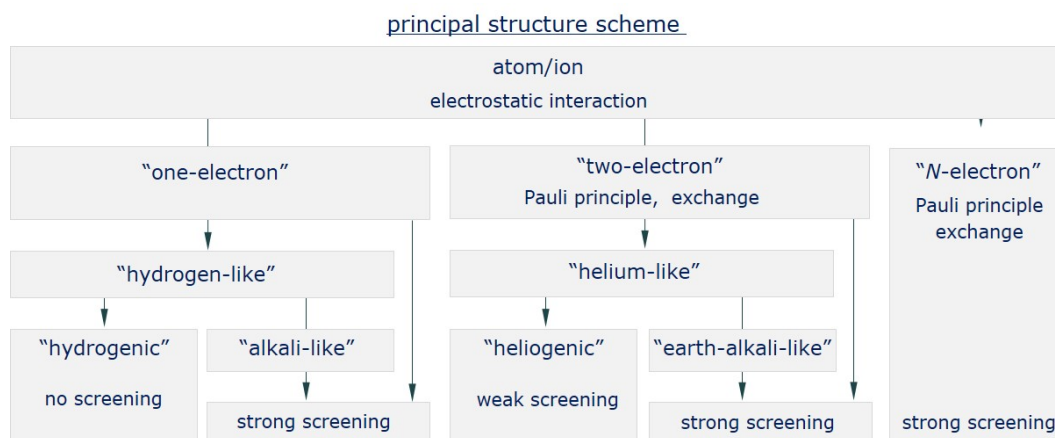 principal structure scheme
atom/ion
electrostatic interaction
“one-electron”
“two-electron”
Pauli principle, exchange
“N-electron”
Pauli principle
exchange
“hydrogen-like”
“helium-like”
“hydrogenic”
no screening
“alkali-like”
strong screening
“heliogenic”
weak screening
“earth-alkali-like”
strong screening
strong screening